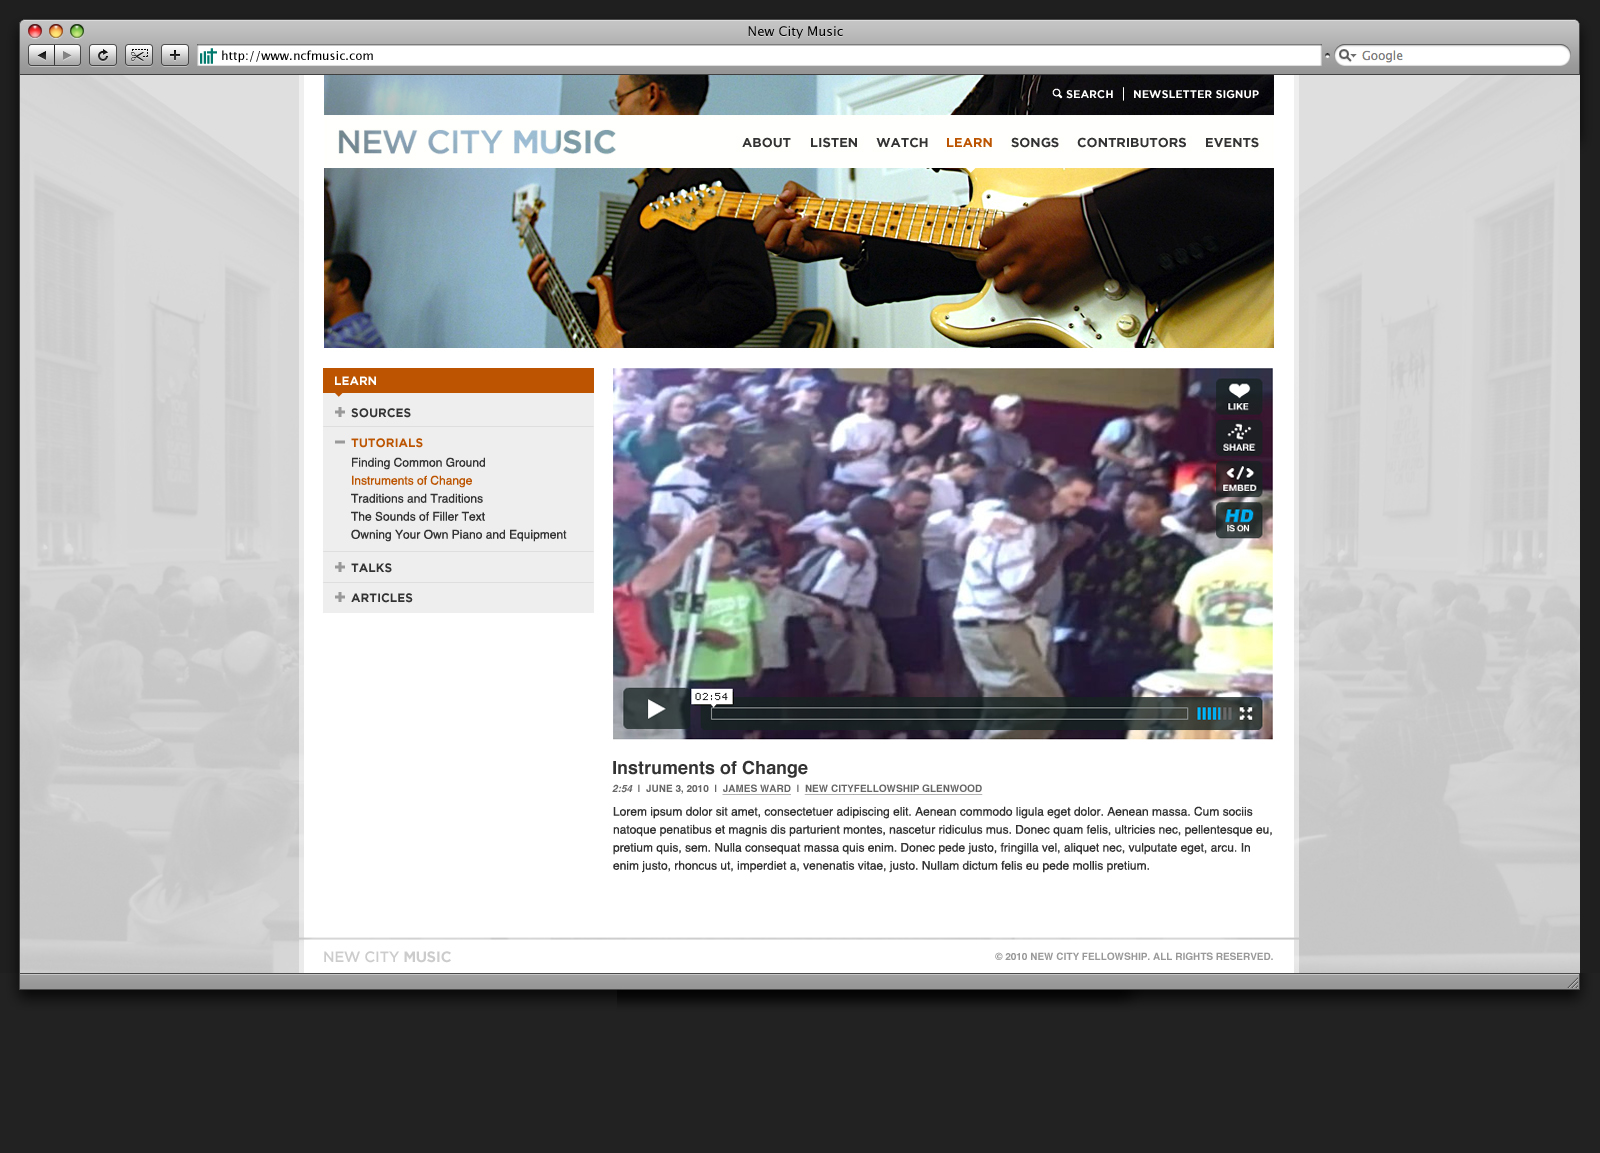 New City Music
http://www.ncfmusic.com
Google
SEARCH | NEWSLETTER SIGNUP
NEW CITY MUSIC
ABOUT LISTEN WATCH LEARN SONGS CONTRIBUTORS EVENTS
LEARN
SOURCES
TUTORIALS
Finding Common Ground
Instruments of Change
Traditions and Traditions
The Sounds of Filler Text
Owning Your Own Piano and Equipment
TALKS
ARTICLES
LIKE
SHARE
</>
EMBED
HD
IS ON
02:54
Instruments of Change
2:54 | JUNE 3, 2010 | JAMES WARD | NEW CITYFELLOWSHIP GLENWOOD
Lorem ipsum dolor sit amet, consectetuer adipiscing elit. Aenean commodo ligula eget dolor. Aenean massa. Cum sociis
natoque penatibus et magnis dis parturient montes, nascetur ridiculus mus. Donec quam felis, ultricies nec, pellentesque eu,
pretium quis, sem. Nulla consequat massa quis enim. Donec pede justo, fringilla vel, aliquet nec, vulputate eget, arcu. In
enim justo, rhoncus ut, imperdiet a, venenatis vitae, justo. Nullam dictum felis eu pede mollis pretium.
NEW CITY MUSIC
© 2010 NEW CITY FELLOWSHIP. ALL RIGHTS RESERVED.